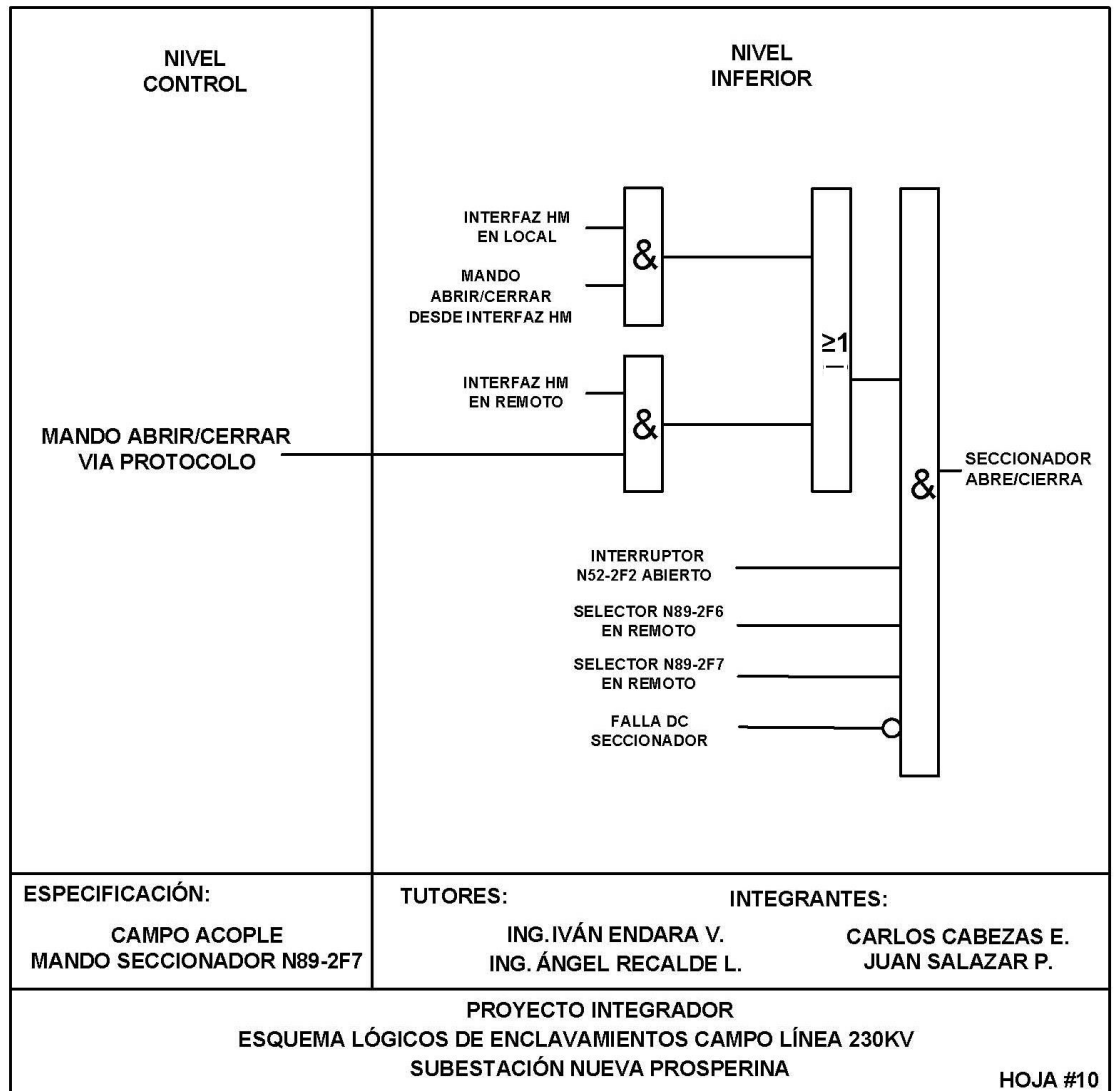 NIVEL
CONTROL
NIVEL
INFERIOR
INTERFAZ HM
EN LOCAL
&
MANDO
ABRIR/CERRAR
DESDE INTERFAZ HM
≥1
INTERFAZ HM
EN REMOTO
&
MANDO ABRIR/CERRAR
VIA PROTOCOLO
&
SECCIONADOR
ABRE/CIERRA
INTERRUPTOR
N52-2F2 ABIERTO
SELECTOR N89-2F6
EN REMOTO
SELECTOR N89-2F7
EN REMOTO
FALLA DC
SECCIONADOR
ESPECIFICACIÓN:
CAMPO ACOPLE
MANDO SECCIONADOR N89-2F7
TUTORES:
ING. IVÁN ENDARA V.
ING. ÁNGEL RECALDE L.
INTEGRANTES:
CARLOS CABEZAS E.
JUAN SALAZAR P.
PROYECTO INTEGRADOR
ESQUEMA LÓGICOS DE ENCLAVAMIENTOS CAMPO LÍNEA 230KV
SUBESTACIÓN NUEVA PROSPERINA
HOJA #10